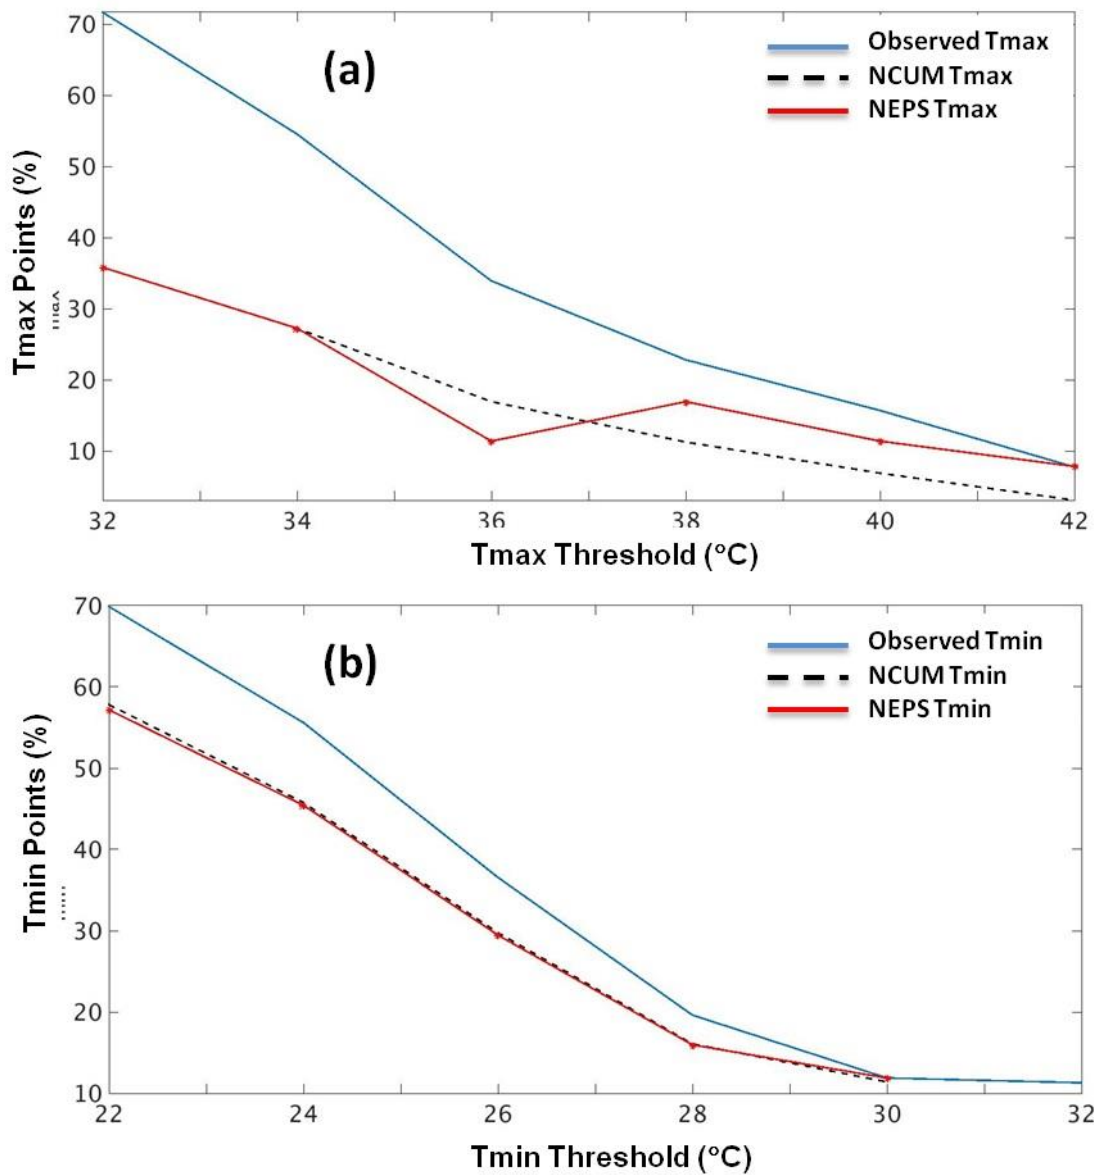 70
60
50
40
30
20
10
Tmax Points (%)
max
(a)
Observed Tmax
NCUM Tmax
NEPS Tmax
32 34 36 38 40 42
Tmax Threshold (°C)
70
60
50
40
30
20
10
Tmin Points (%)
(b)
Observed Tmin
NCUM Tmin
NEPS Tmin
22 24 26 28 30 32
Tmin Threshold (°C)